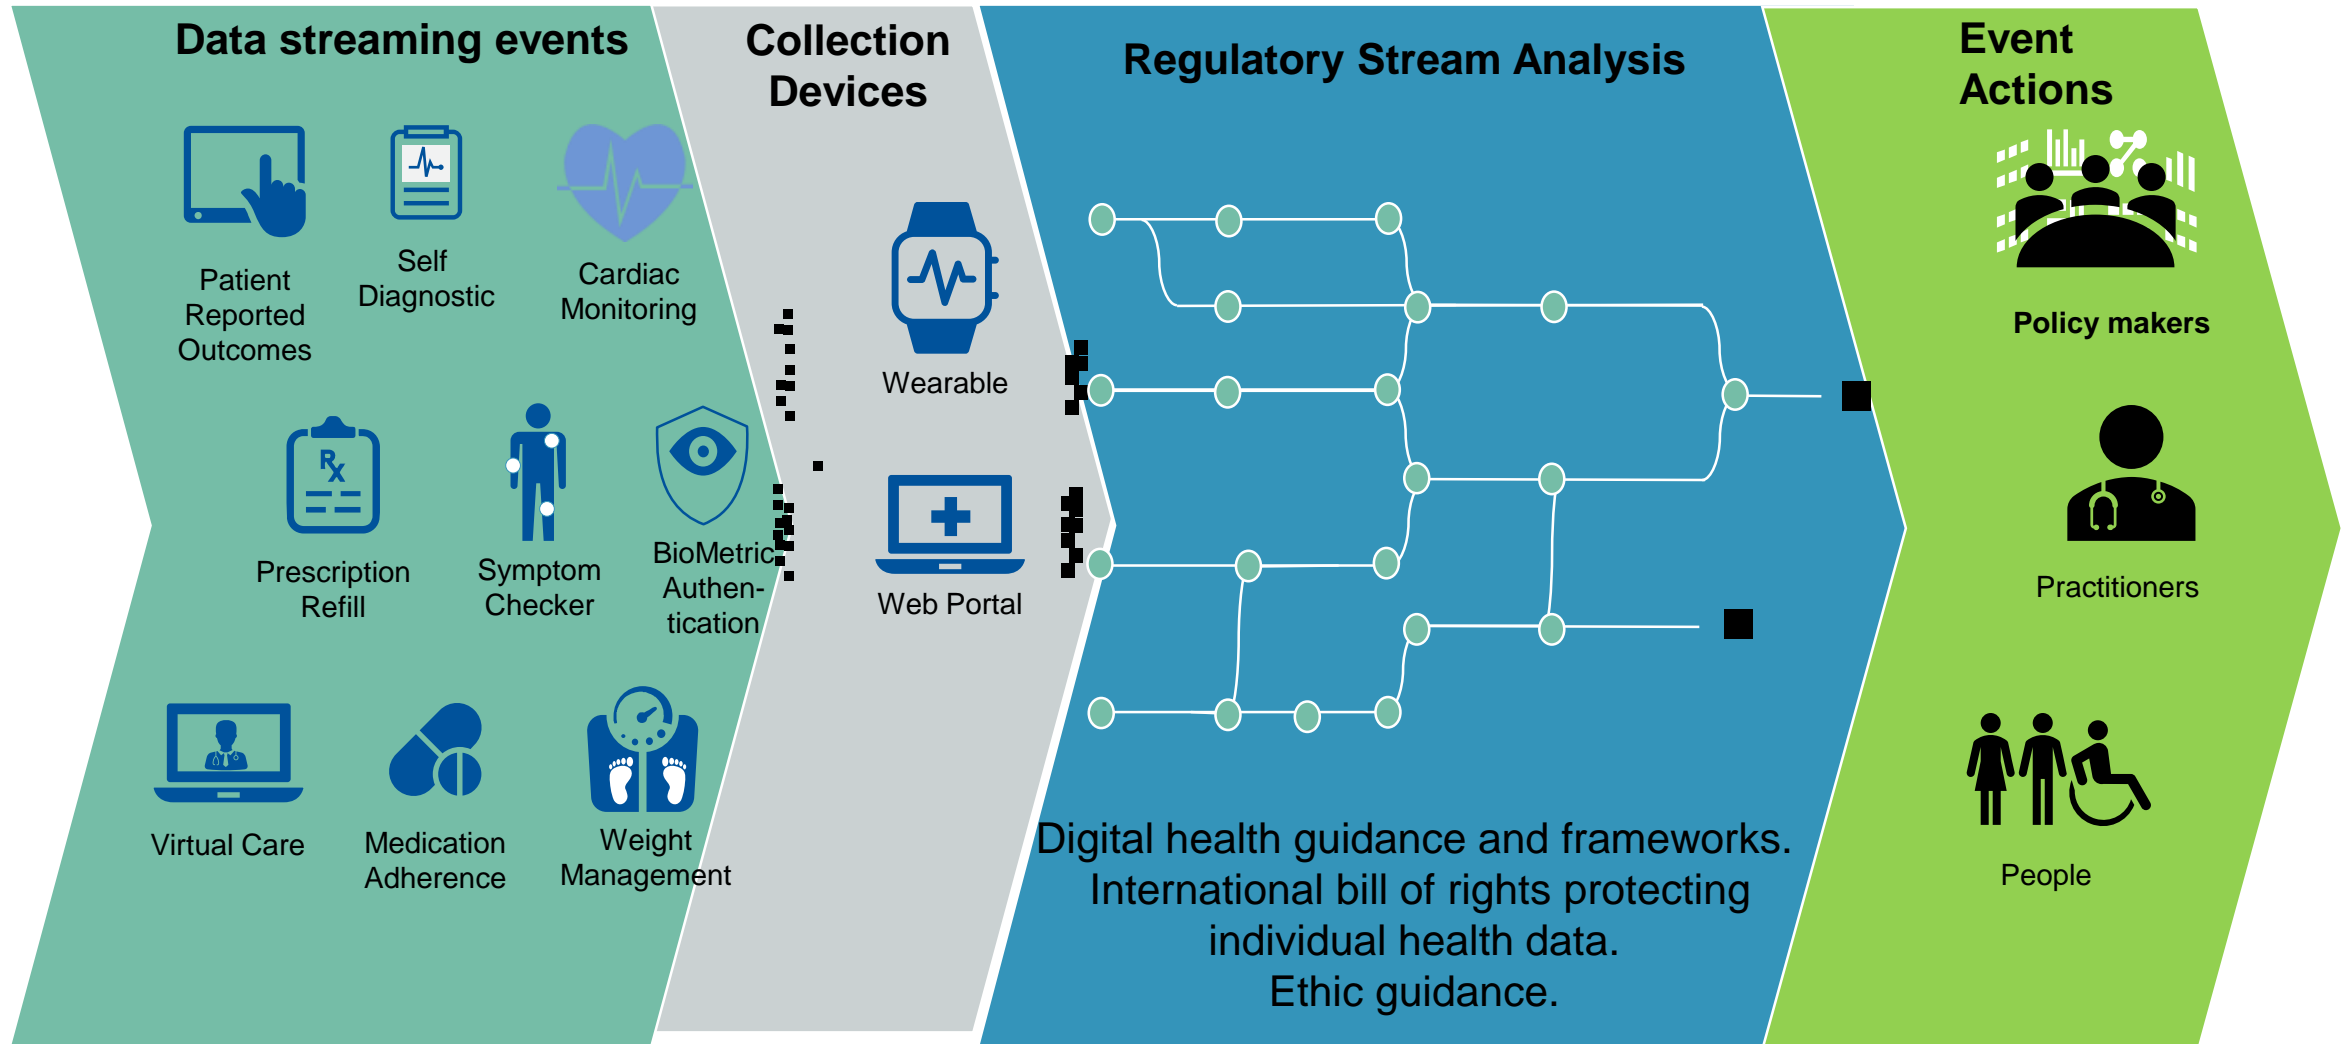 Data streaming events
Patient
Reported
Outcomes
Self
Diagnostic
Cardiac
Monitoring
Rx
Prescription
Refill
Symptom
Checker
BioMetric
Authen-
tication
Virtual Care
Medication
Adherence
Weight
Management
Collection
Devices
Wearable
Web Portal
Regulatory Stream Analysis
Digital health guidance and frameworks.
International bill of rights protecting
individual health data.
Ethic guidance.
Event
Actions
Policy makers
Practitioners
People